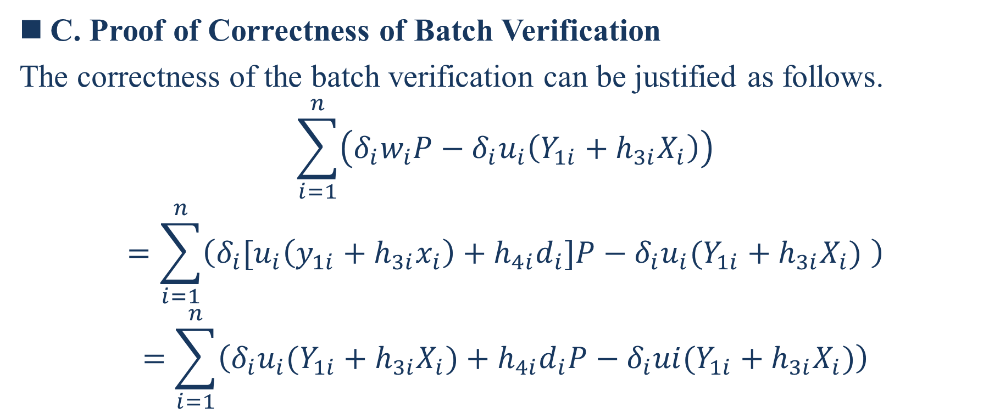 ■ C. Proof of Correctness of Batch Verification
The correctness of the batch verification can be justified as follows.
$\sum_{i=1}^{n}(\delta_i w_i P - \delta_i u_i(Y_{1i} + h_{3i}X_i))$
$= \sum_{i=1}^{n}(\delta_i[u_i(y_{1i} + h_{3i}x_i) + h_{4i}d_i]P - \delta_i u_i(Y_{1i} + h_{3i}X_i))$
$= \sum_{i=1}^{n}(\delta_i u_i(Y_{1i} + h_{3i}X_i) + h_{4i}d_i P - \delta_i ui(Y_{1i} + h_{3i}X_i))$